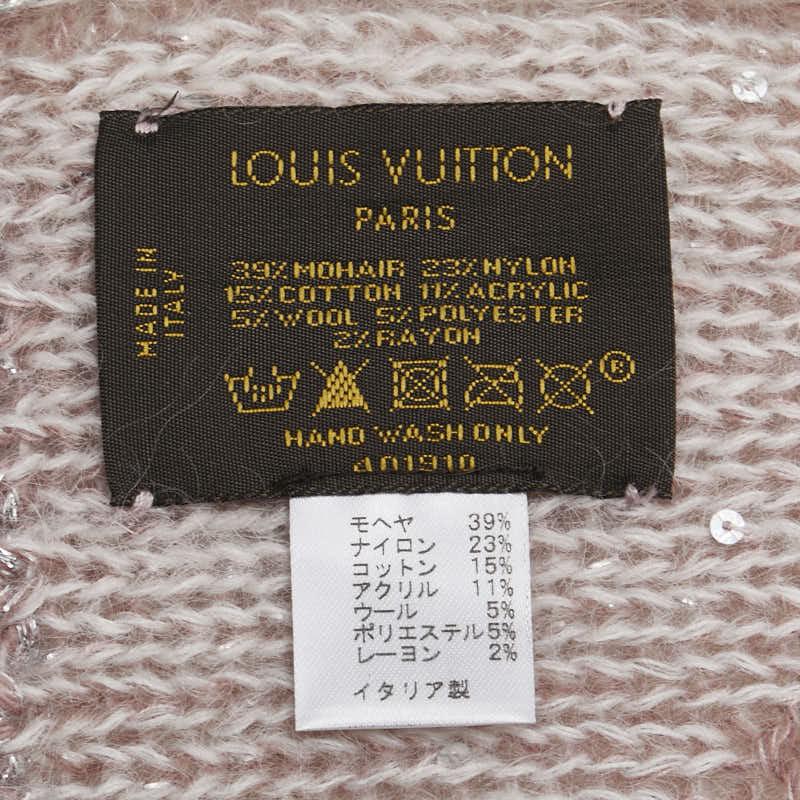 LOUIS VUITTON
PARIS
MADE IN
ITALY
39% MOHAIR 23% NYLON
15% COTTON 11% ACRYLIC
5% WOOL 5% POLYESTER
2% RAYON
®
HAND WASH ONLY
401910
モヘヤ 39%
ナイロン 23%
コットン 15%
アクリル 11%
ウール 5%
ポリエステル 5%
レーヨン 2%
イタリア製